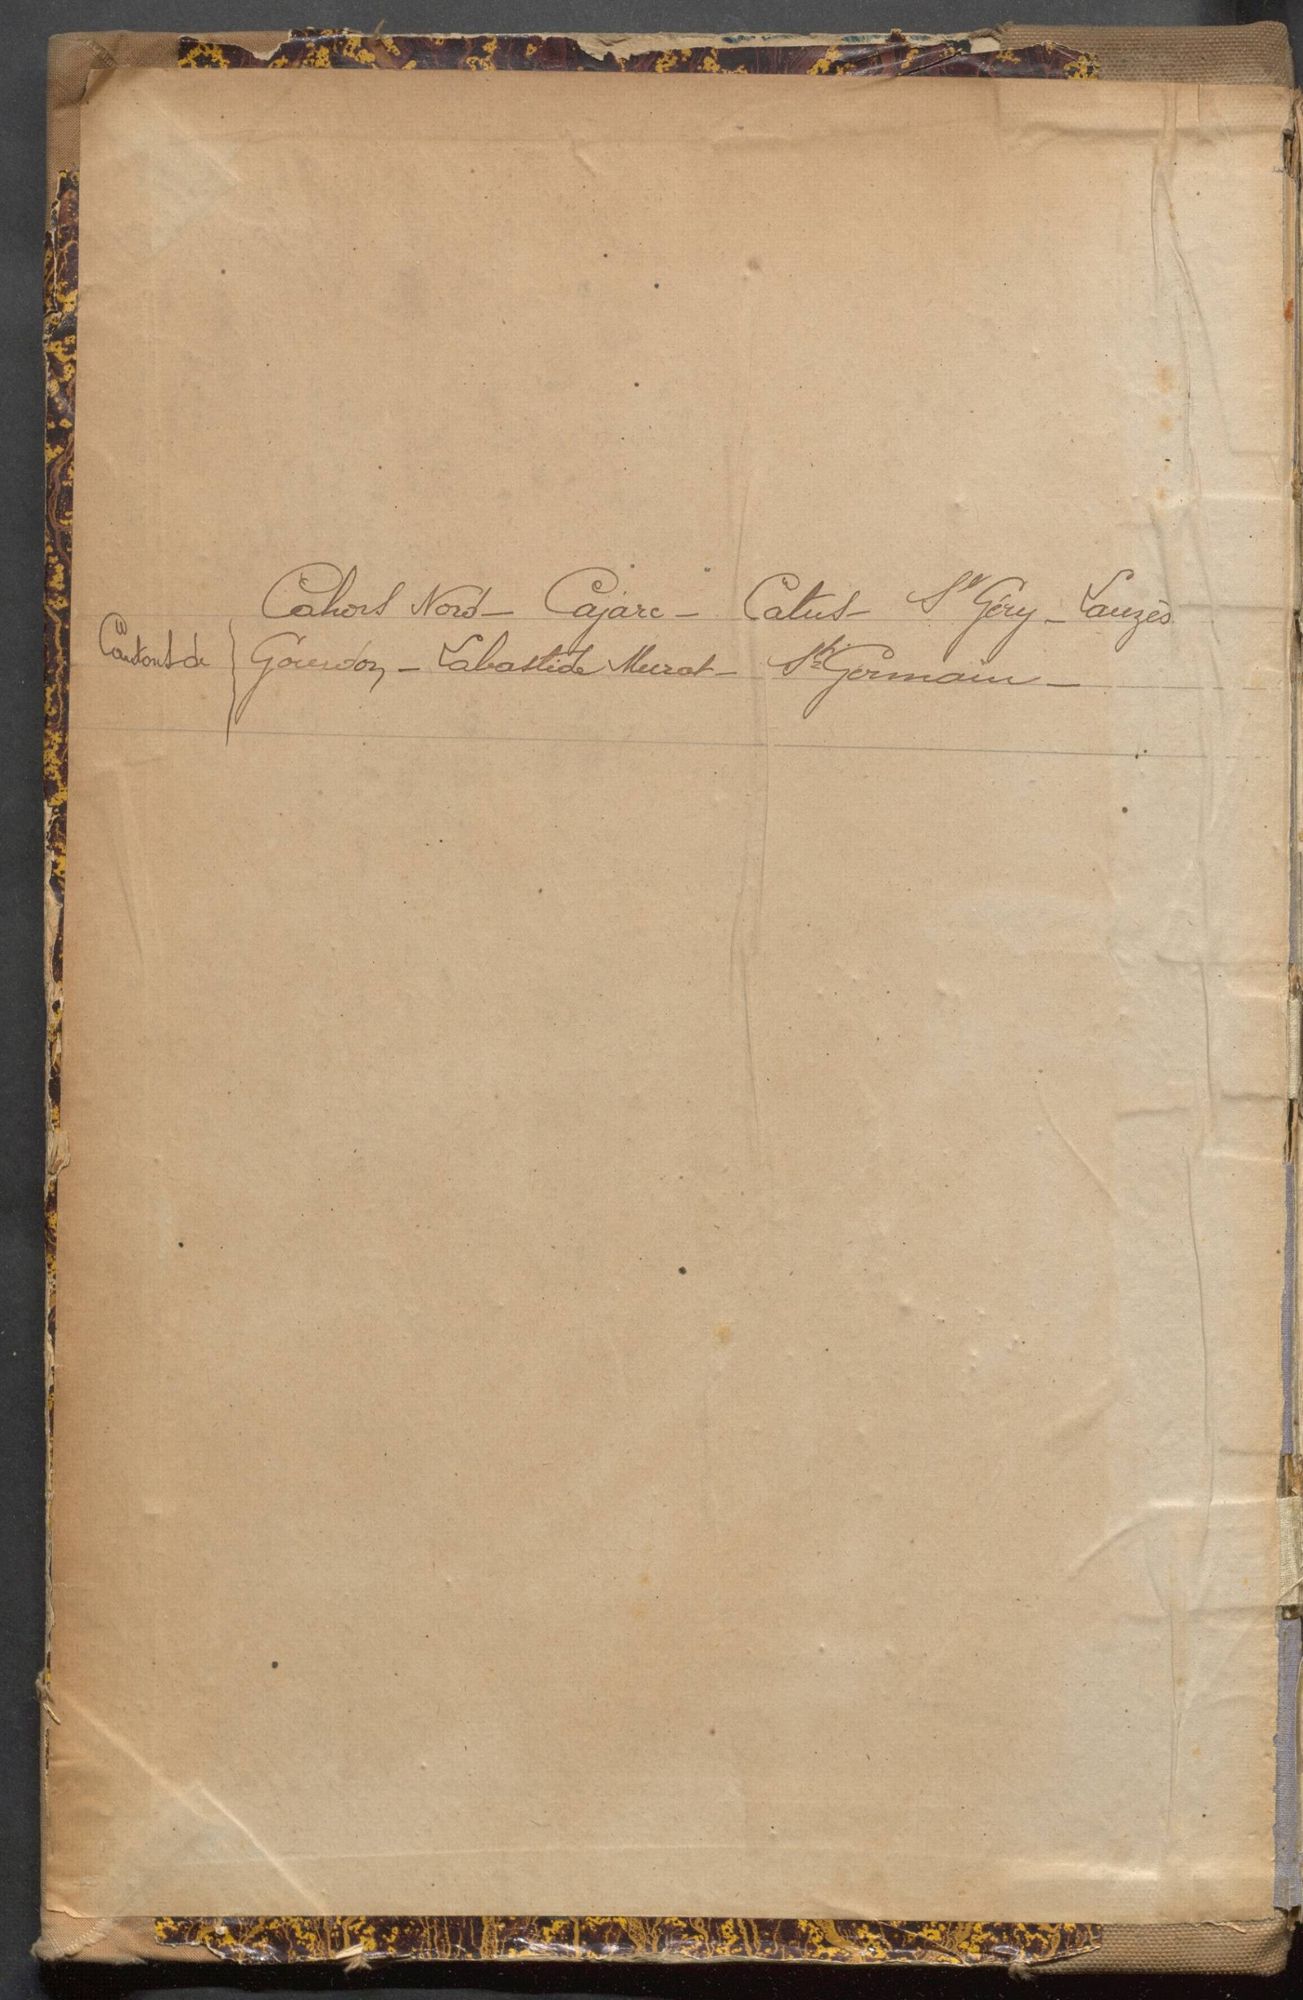 Cahors Nord - Cajarc - Catus - St Géry - Lauzès
Cantons de { Gourdon - Labastide Murat - St Germain -